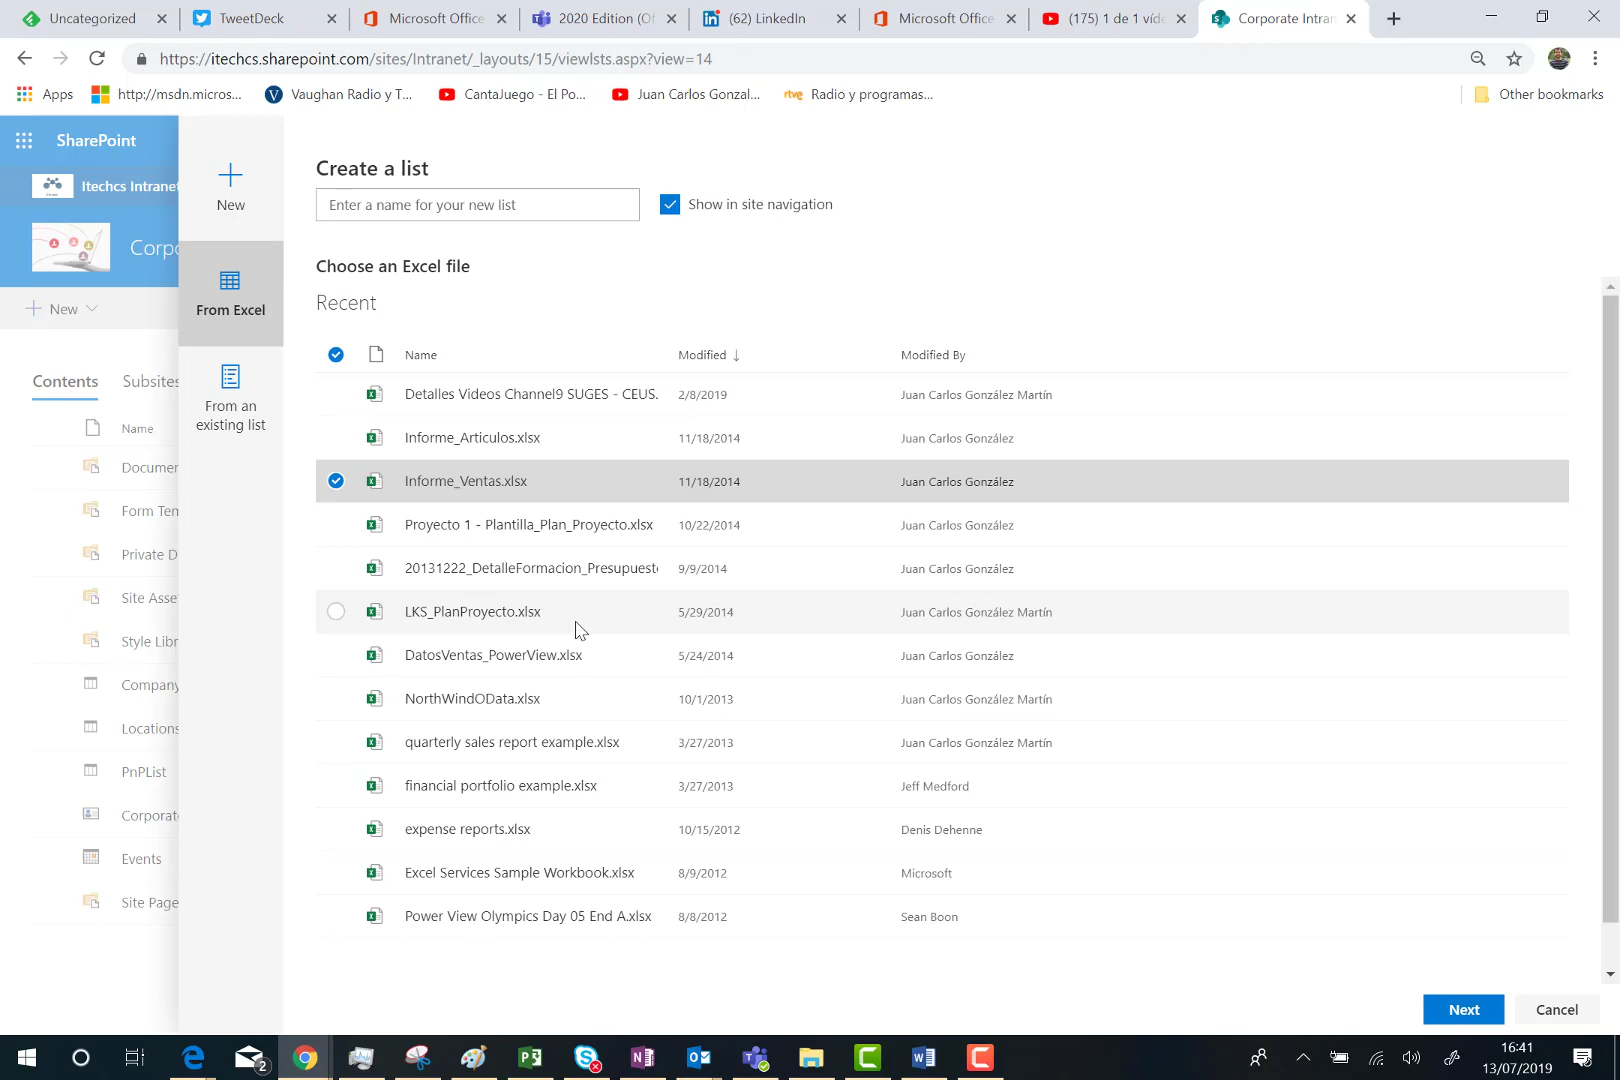 Uncategorized
TweetDeck
Microsoft Office
2020 Edition (Of
(62) LinkedIn
Microsoft Office
(175) 1 de 1 víde
Corporate Intran
https://itechcs.sharepoint.com/sites/Intranet/_layouts/15/viewlsts.aspx?view=14
Apps
http://msdn.micros...
Vaughan Radio y T...
CantaJuego - El Po...
Juan Carlos Gonzal...
rtve Radio y programas...
Other bookmarks
SharePoint
Itechcs Intranet
Corpo
New
Contents
Subsites
Name
Documen
Form Tem
Private D
Site Asse
Style Libr
Company
Locations
PnPList
Corporat
Events
Site Page
New
From Excel
From an
existing list
Create a list
Enter a name for your new list
Show in site navigation
Choose an Excel file
Recent
Name Modified Modified By
Detalles Videos Channel9 SUGES - CEUS. 2/8/2019 Juan Carlos González Martín
Informe_Articulos.xlsx 11/18/2014 Juan Carlos González
Informe_Ventas.xlsx 11/18/2014 Juan Carlos González
Proyecto 1 - Plantilla_Plan_Proyecto.xlsx 10/22/2014 Juan Carlos González
20131222_DetalleFormacion_Presupuesto 9/9/2014 Juan Carlos González
LKS_PlanProyecto.xlsx 5/29/2014 Juan Carlos González Martín
DatosVentas_PowerView.xlsx 5/24/2014 Juan Carlos González
NorthWindOData.xlsx 10/1/2013 Juan Carlos González Martín
quarterly sales report example.xlsx 3/27/2013 Juan Carlos González Martín
financial portfolio example.xlsx 3/27/2013 Jeff Medford
expense reports.xlsx 10/15/2012 Denis Dehenne
Excel Services Sample Workbook.xlsx 8/9/2012 Microsoft
Power View Olympics Day 05 End A.xlsx 8/8/2012 Sean Boon
Next
Cancel
2
16:41
13/07/2019